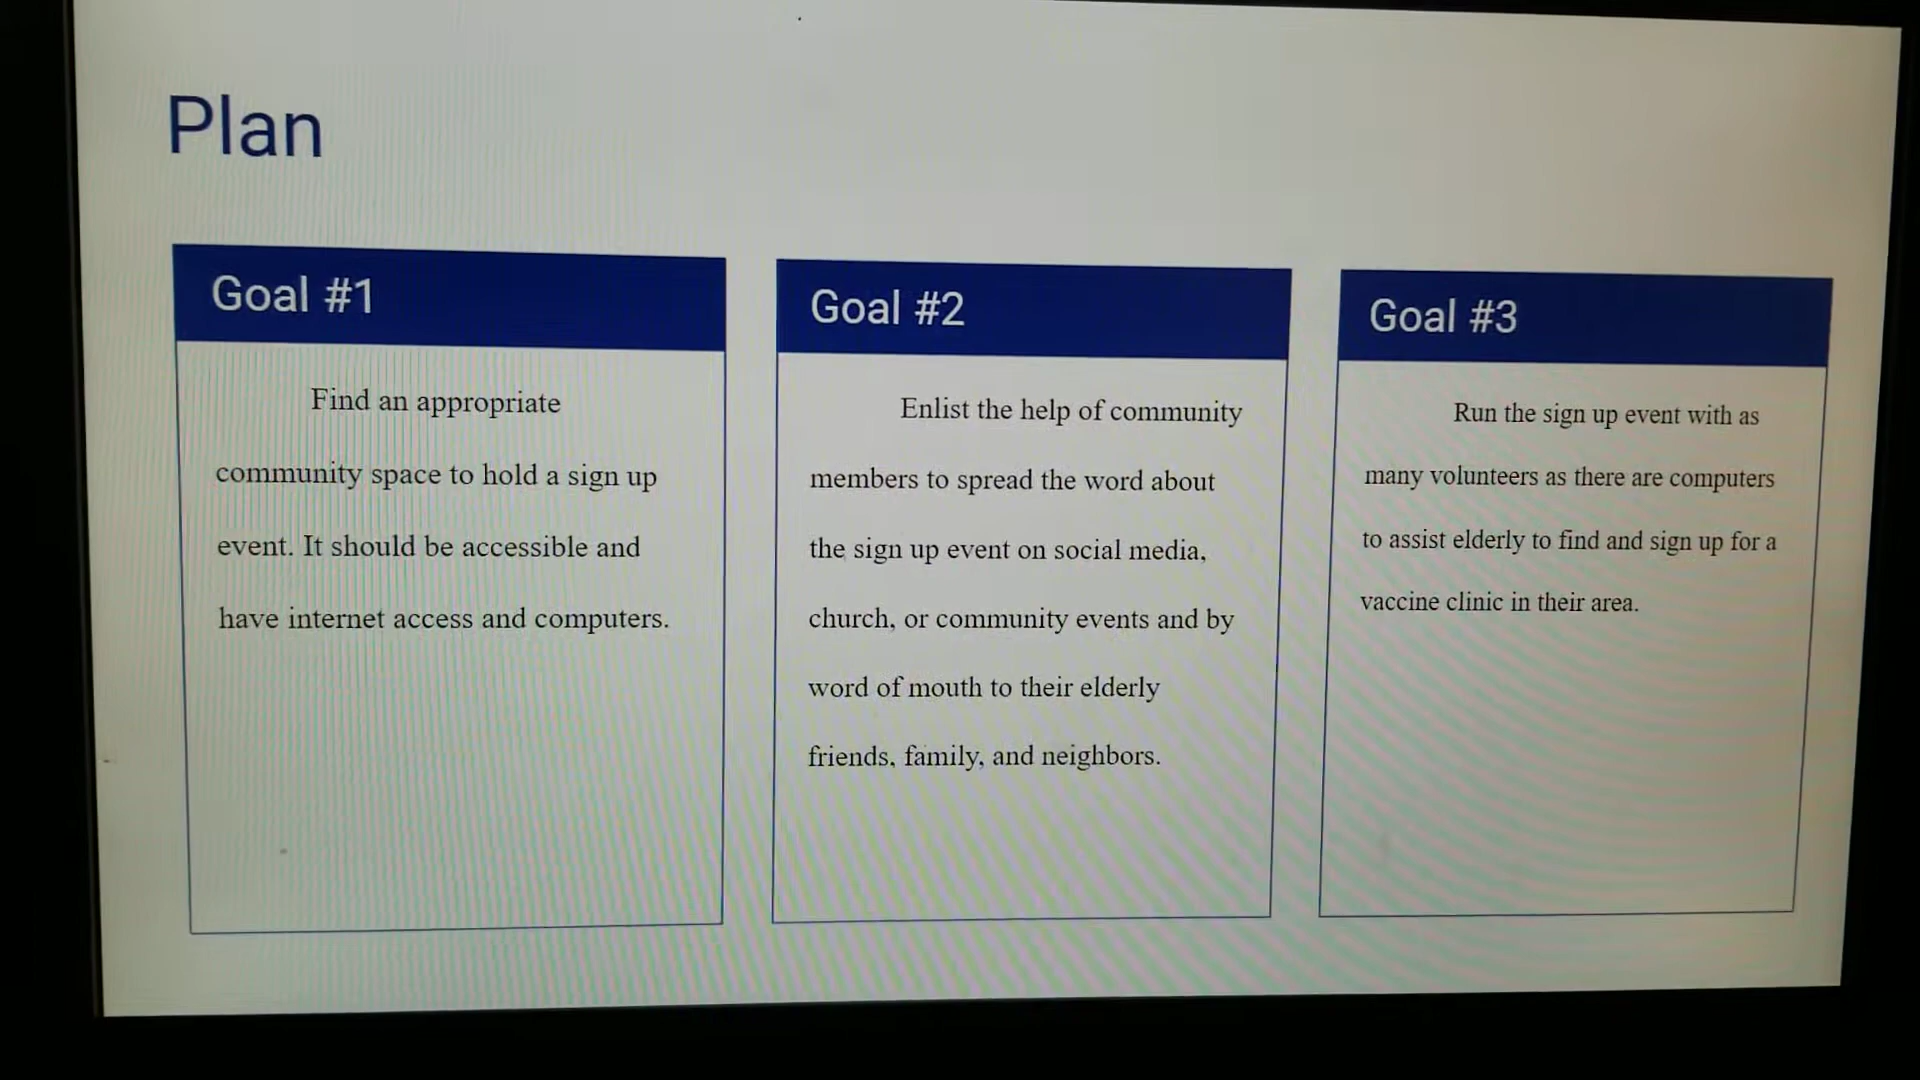 Plan
Goal #1
Find an appropriate
community space to hold a sign up
event. It should be accessible and
have internet access and computers.
Goal #2
Enlist the help of community
members to spread the word about
the sign up event on social media,
church, or community events and by
word of mouth to their elderly
friends, family, and neighbors.
Goal #3
Run the sign up event with as
many volunteers as there are computers
to assist elderly to find and sign up for a
vaccine clinic in their area.